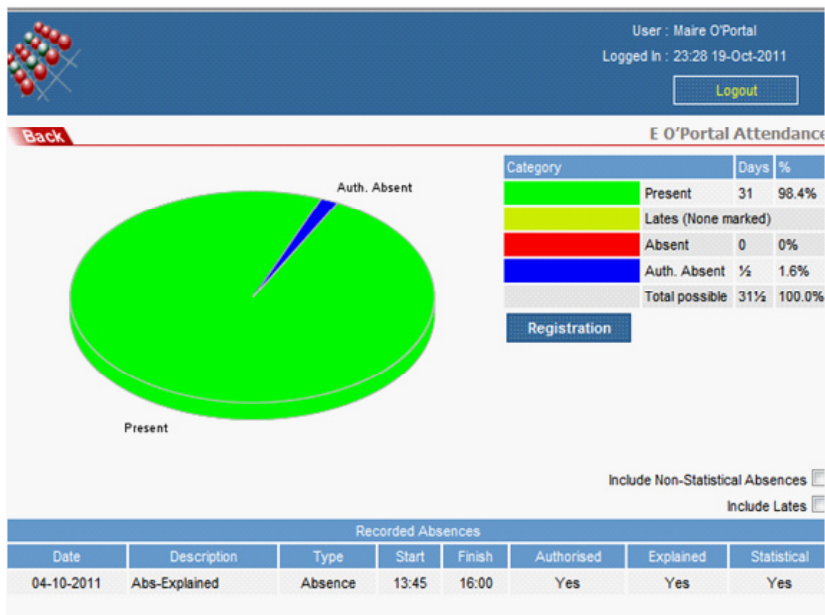 User : Maire O'Portal
Logged In : 23:28 19-Oct-2011
Logout
Back
E O'Portal Attendance
Auth. Absent
Present
Category Days %
Present 31 98.4%
Lates (None marked)
Absent 0 0%
Auth. Absent ½ 1.6%
Total possible 31½ 100.0%
Registration
Include Non-Statistical Absences
Include Lates
Recorded Absences
Date Description Type Start Finish Authorised Explained Statistical
04-10-2011 Abs-Explained Absence 13:45 16:00 Yes Yes Yes